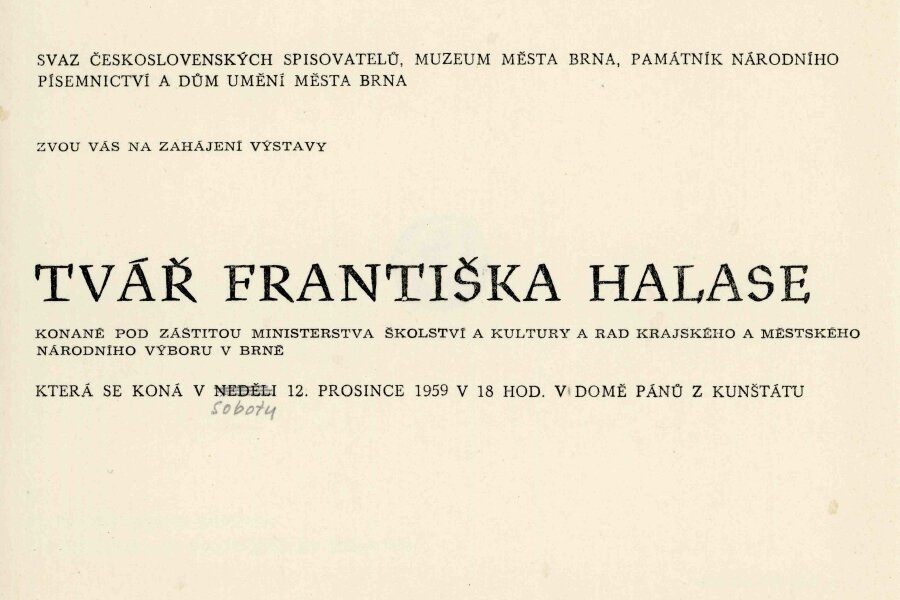 SVAZ ČESKOSLOVENSKÝCH SPISOVATELŮ, MUZEUM MĚSTA BRNA, PAMÁTNÍK NÁRODNÍHO
PÍSEMNICTVÍ A DŮM UMĚNÍ MĚSTA BRNA
ZVOU VÁS NA ZAHÁJENÍ VÝSTAVY
TVÁŘ FRANTIŠKA HALASE
KONANÉ POD ZÁŠTITOU MINISTERSTVA ŠKOLSTVÍ A KULTURY A RAD KRAJSKÉHO A MĚSTSKÉHO
NÁRODNÍHO VÝBORU V BRNĚ
KTERÁ SE KONÁ V NEDĚLI 12. PROSINCE 1959 V 18 HOD. V DOMĚ PÁNŮ Z KUNŠTÁTU
soboty